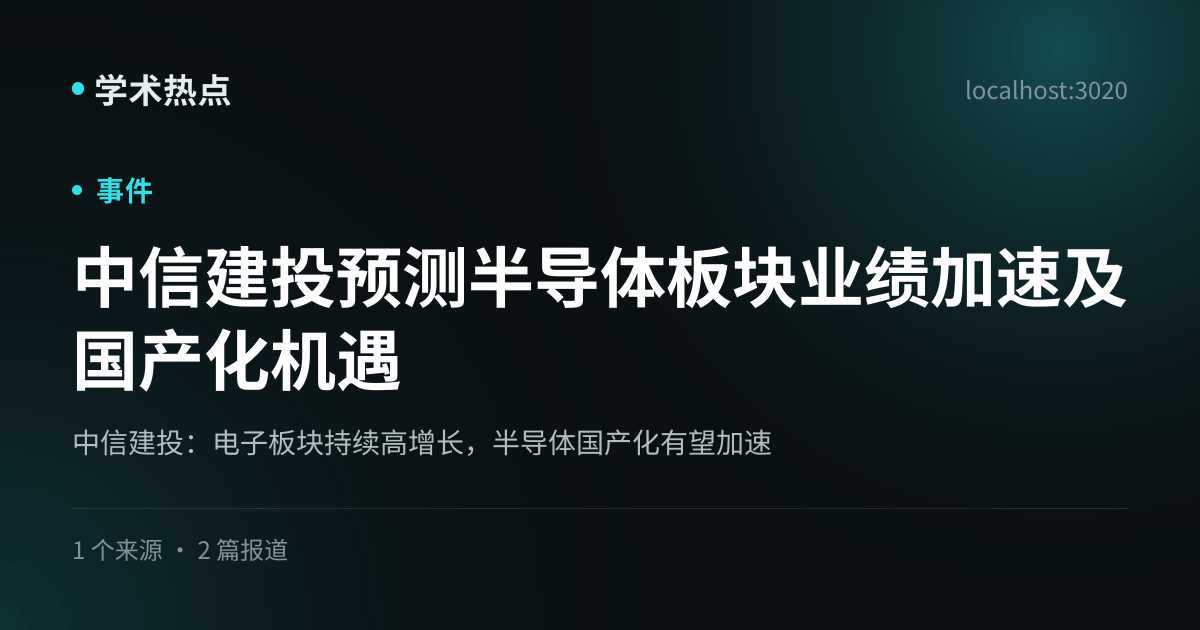 学术热点
localhost:3020
事件
中信建投预测半导体板块业绩加速及
国产化机遇
中信建投：电子板块持续高增长，半导体国产化有望加速
1 个来源 · 2 篇报道